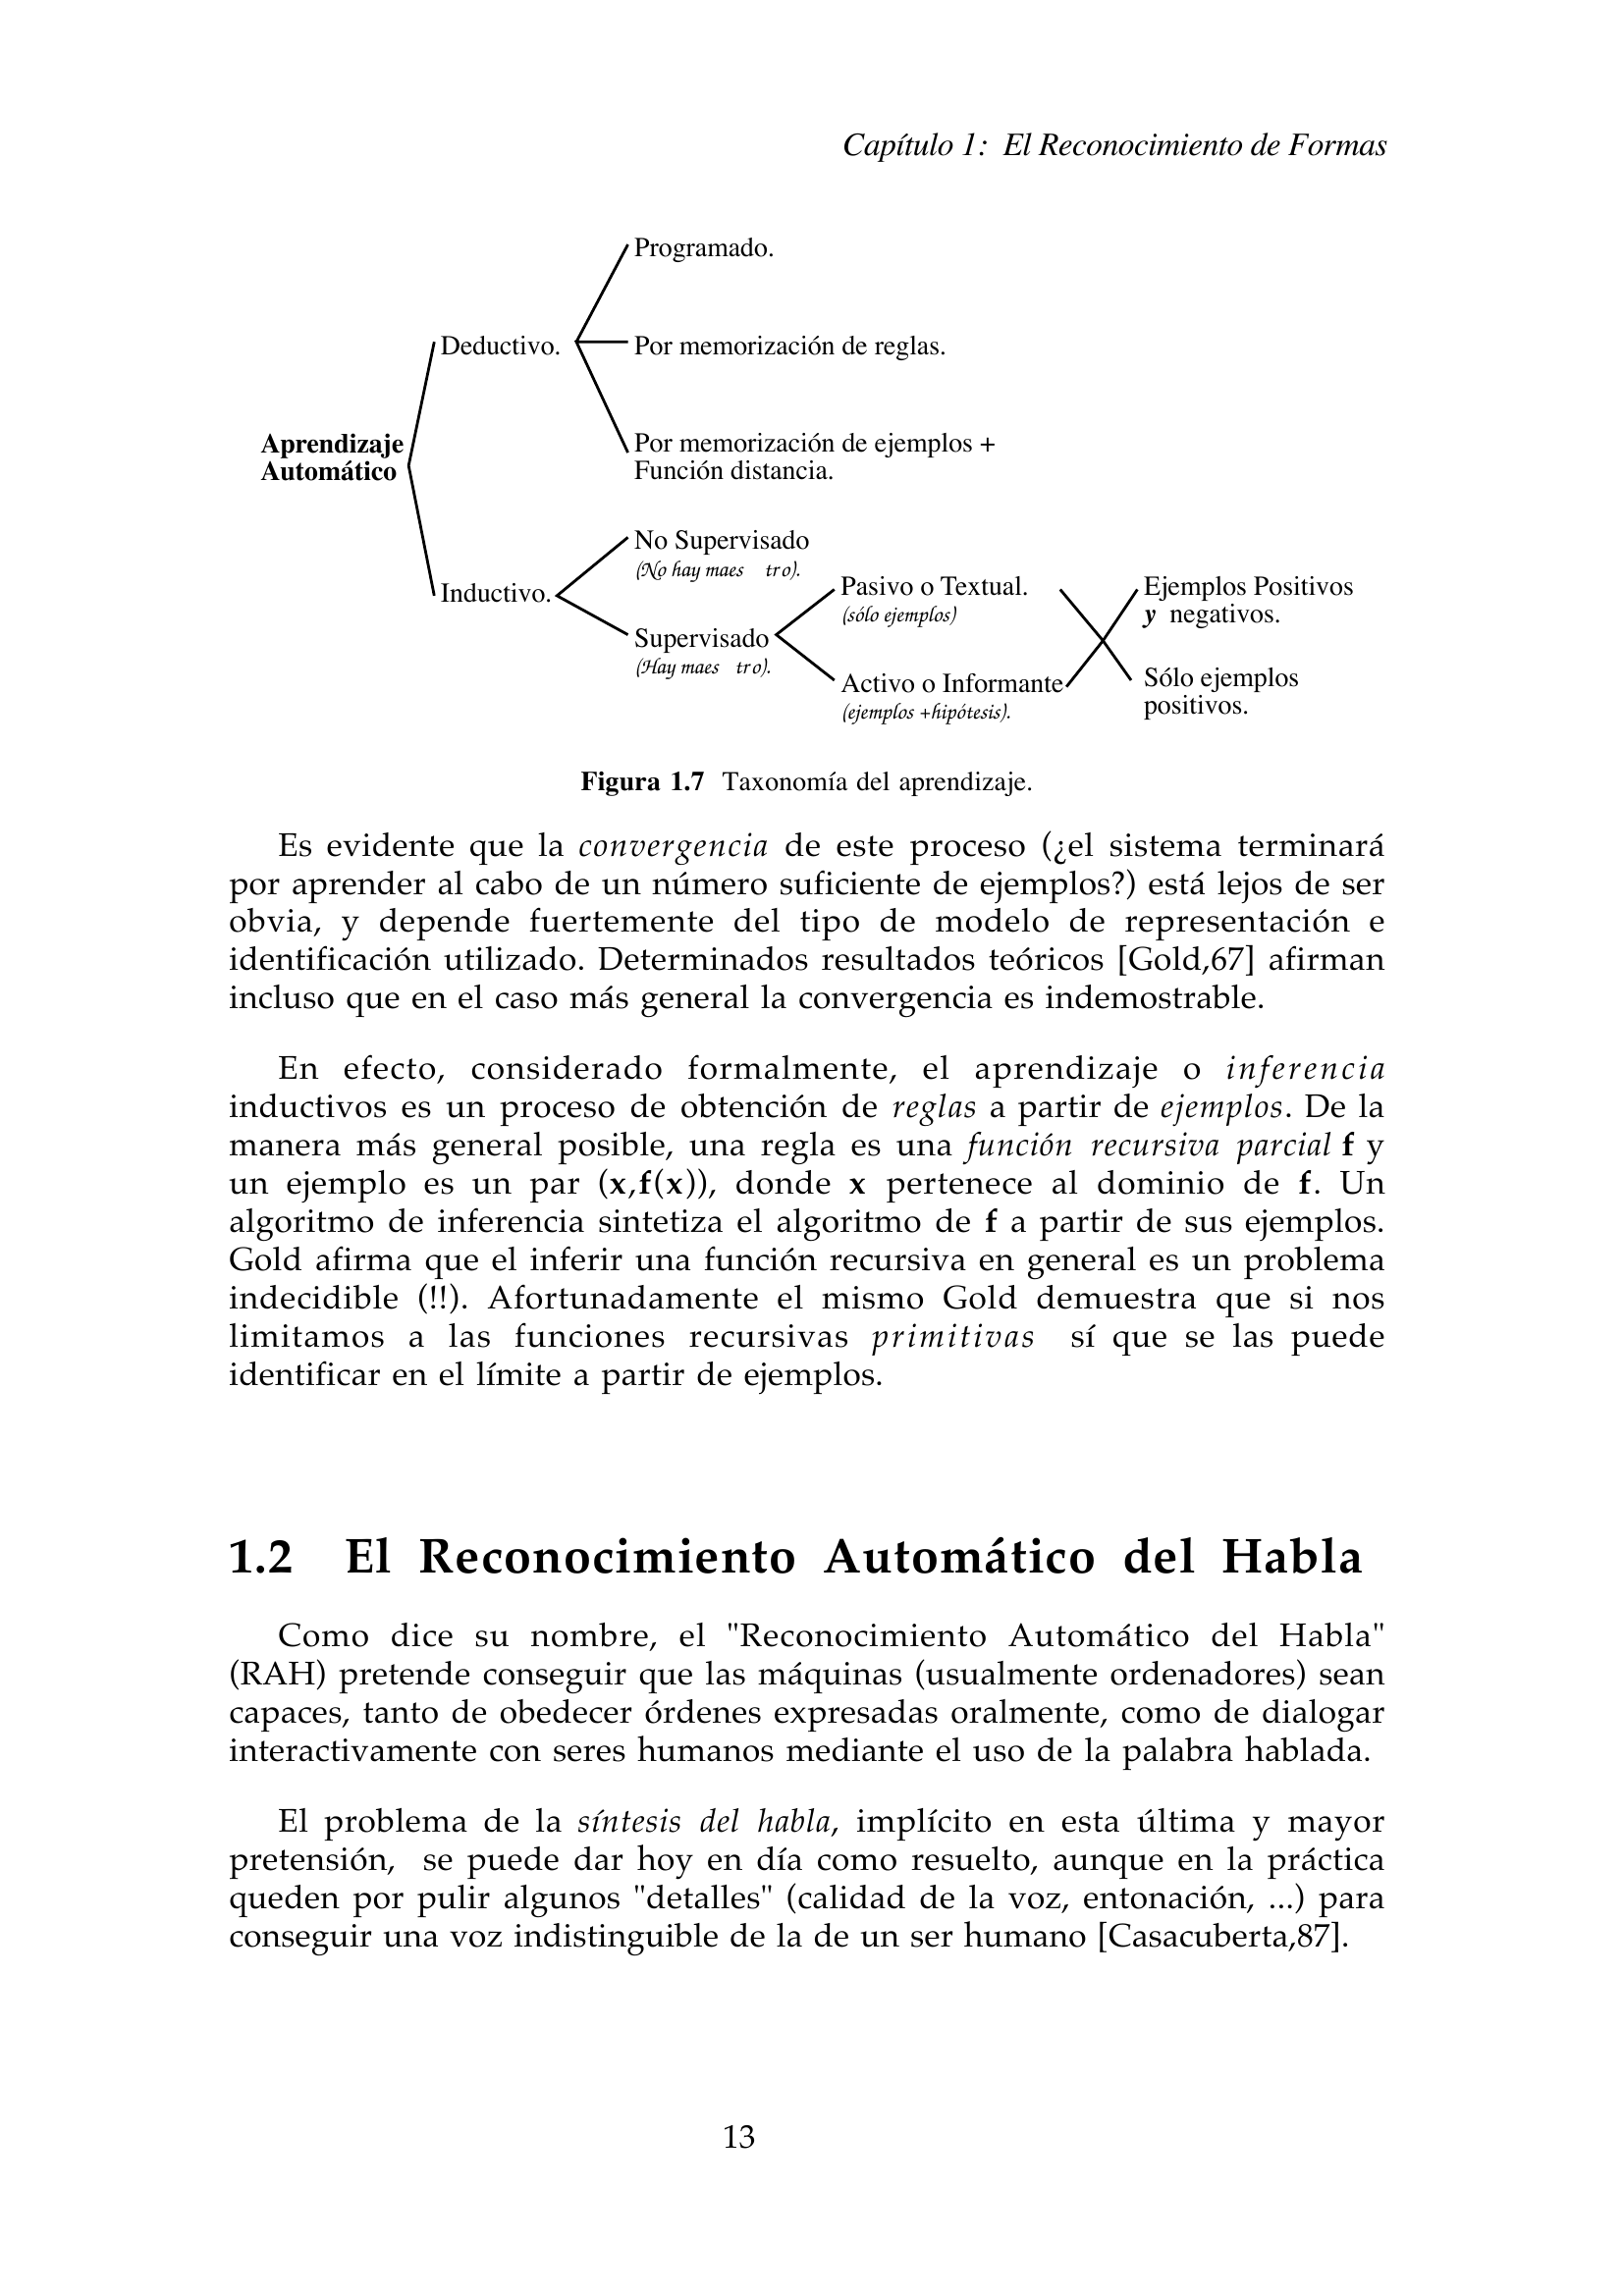 Capítulo 1: El Reconocimiento de Formas
Programado.
Deductivo.
Por memorización de reglas.
Aprendizaje
Automático
Por memorización de ejemplos +
Función distancia.
No Supervisado
(No hay maes tro).
Inductivo.
Supervisado
(Hay maes tro).
Pasivo o Textual.
(sólo ejemplos)
Activo o Informante
(ejemplos +hipótesis).
Ejemplos Positivos
y negativos.
Sólo ejemplos
positivos.
Figura 1.7 Taxonomía del aprendizaje.
Es evidente que la convergencia de este proceso (¿el sistema terminará
por aprender al cabo de un número suficiente de ejemplos?) está lejos de ser
obvia, y depende fuertemente del tipo de modelo de representación e
identificación utilizado. Determinados resultados teóricos [Gold,67] afirman
incluso que en el caso más general la convergencia es indemostrable.
En efecto, considerado formalmente, el aprendizaje o inferencia
inductivos es un proceso de obtención de reglas a partir de ejemplos. De la
manera más general posible, una regla es una función recursiva parcial f y
un ejemplo es un par (x,f(x)), donde x pertenece al dominio de f. Un
algoritmo de inferencia sintetiza el algoritmo de f a partir de sus ejemplos.
Gold afirma que el inferir una función recursiva en general es un problema
indecidible (!!). Afortunadamente el mismo Gold demuestra que si nos
limitamos a las funciones recursivas primitivas sí que se las puede
identificar en el límite a partir de ejemplos.
1.2 El Reconocimiento Automático del Habla
Como dice su nombre, el "Reconocimiento Automático del Habla"
(RAH) pretende conseguir que las máquinas (usualmente ordenadores) sean
capaces, tanto de obedecer órdenes expresadas oralmente, como de dialogar
interactivamente con seres humanos mediante el uso de la palabra hablada.
El problema de la síntesis del habla, implícito en esta última y mayor
pretensión, se puede dar hoy en día como resuelto, aunque en la práctica
queden por pulir algunos "detalles" (calidad de la voz, entonación, ...) para
conseguir una voz indistinguible de la de un ser humano [Casacuberta,87].
13